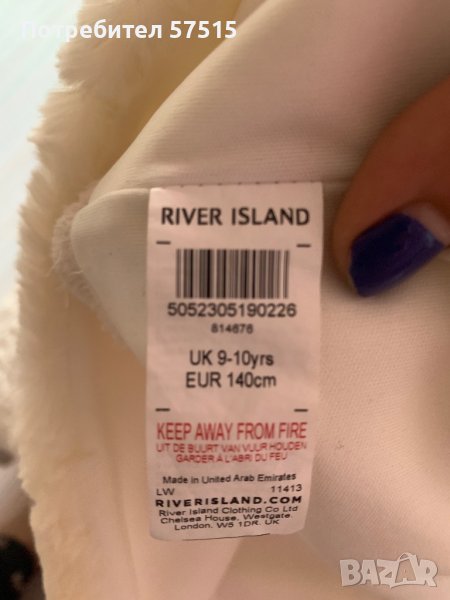 Потребител 57515
RIVER ISLAND
5052305190226
814676
UK 9-10yrs
EUR 140cm
KEEP AWAY FROM FIRE
UIT DE BUURT VAN VUUR HOUDEN
GARDER À L'ABRI DU FEU
Made in United Arab Emirates
LW 11413
RIVERISLAND.COM
River Island Clothing Co Ltd
Chelsea House, Westgate,
London. W5 1DR. UK
BAZAR